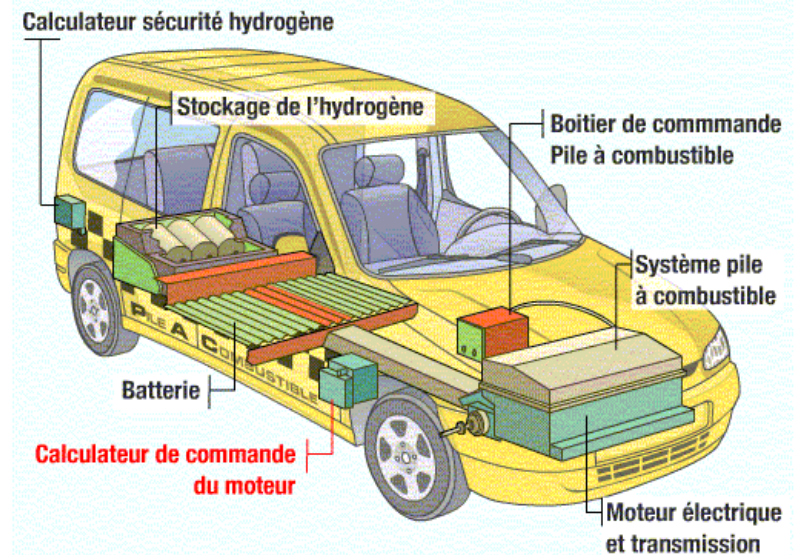 Calculateur sécurité hydrogène
Stockage de l'hydrogène
Boitier de commmande
Pile à combustible
Système pile
à combustible
PILE A COMBUSTIBLE
Batterie
Calculateur de commande
du moteur
Moteur électrique
et transmission